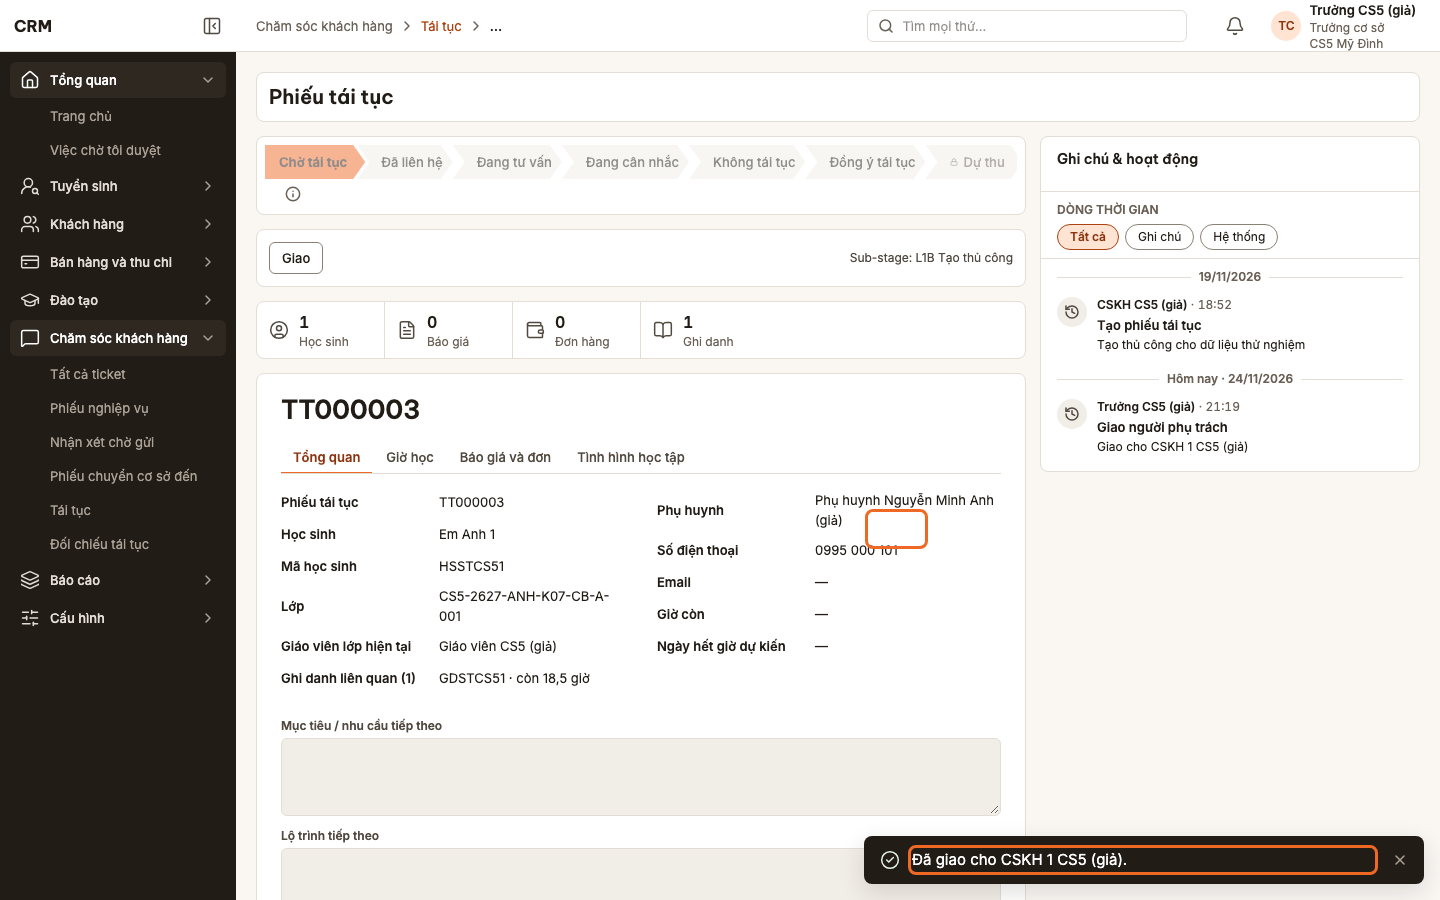 CRM
Chăm sóc khách hàng > Tái tục > ...
Tìm mọi thứ...
TC
Trưởng CS5 (giả)
Trưởng cơ sở
CS5 Mỹ Đình
Tổng quan
Trang chủ
Việc chờ tôi duyệt
Tuyển sinh
Khách hàng
Bán hàng và thu chi
Đào tạo
Chăm sóc khách hàng
Tất cả ticket
Phiếu nghiệp vụ
Nhận xét chờ gửi
Phiếu chuyển cơ sở đến
Tái tục
Đối chiếu tái tục
Báo cáo
Cấu hình
Phiếu tái tục
Chờ tái tục
Đã liên hệ
Đang tư vấn
Đang cân nhắc
Không tái tục
Đồng ý tái tục
Dự thu
Giao
Sub-stage: L1B Tạo thủ công
1
Học sinh
0
Báo giá
0
Đơn hàng
1
Ghi danh
TT000003
Tổng quan
Giờ học
Báo giá và đơn
Tình hình học tập
Phiếu tái tục TT000003
Học sinh Em Anh 1
Mã học sinh HSSTCS51
Lớp CS5-2627-ANH-K07-CB-A-
001
Giáo viên lớp hiện tại Giáo viên CS5 (giả)
Ghi danh liên quan (1) GDSTCS51 · còn 18,5 giờ
Phụ huynh Phụ huynh Nguyễn Minh Anh
(giả)
Số điện thoại 0995 000 101
Email —
Giờ còn —
Ngày hết giờ dự kiến —
Mục tiêu / nhu cầu tiếp theo
Lộ trình tiếp theo
Ghi chú & hoạt động
DÒNG THỜI GIAN
Tất cả
Ghi chú
Hệ thống
19/11/2026
CSKH CS5 (giả) · 18:52
Tạo phiếu tái tục
Tạo thủ công cho dữ liệu thử nghiệm
Hôm nay · 24/11/2026
Trưởng CS5 (giả) · 21:19
Giao người phụ trách
Giao cho CSKH 1 CS5 (giả)
Đã giao cho CSKH 1 CS5 (giả).